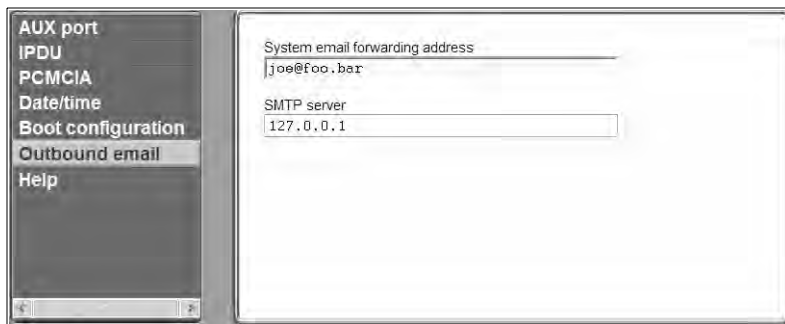 AUX port
IPDU
PCMCIA
Date/time
Boot configuration
Outbound email
Help
System email forwarding address
joe@foo.bar
SMTP server
127.0.0.1